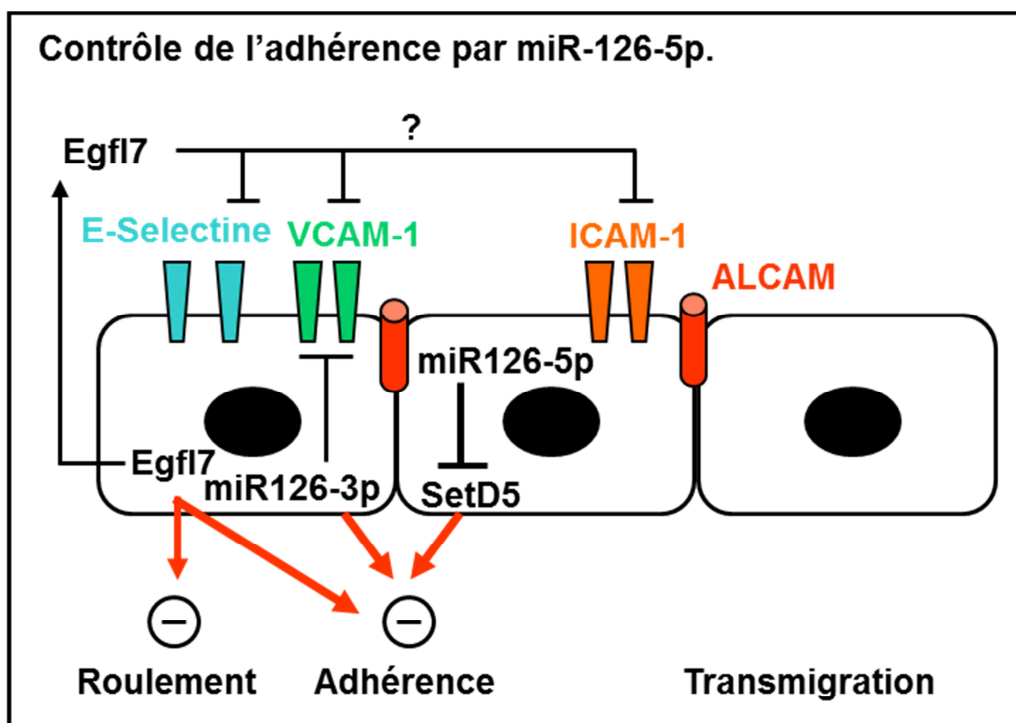 Contrôle de l’adhérence par miR-126-5p.
?
Egfl7
E-Selectine VCAM-1 ICAM-1
ALCAM
miR126-5p
Egfl7
miR126-3p SetD5
− −
Roulement Adhérence Transmigration